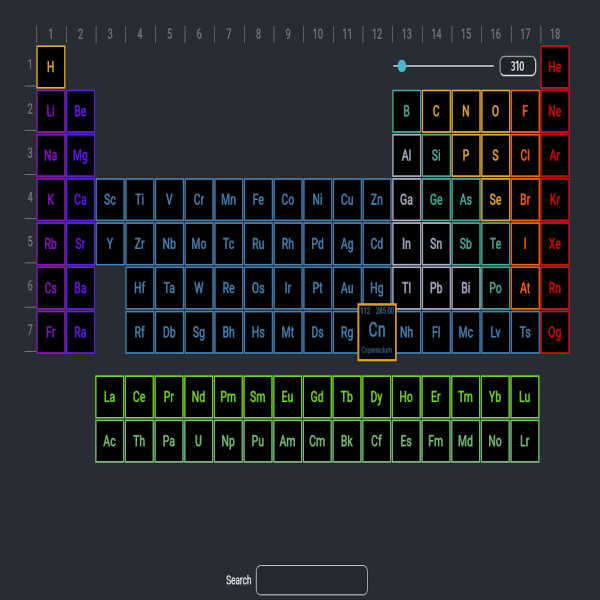 1 2 3 4 5 6 7 8 9 10 11 12 13 14 15 16 17 18
1 H 310 He
2 Li Be B C N O F Ne
3 Na Mg Al Si P S Cl Ar
4 K Ca Sc Ti V Cr Mn Fe Co Ni Cu Zn Ga Ge As Se Br Kr
5 Rb Sr Y Zr Nb Mo Tc Ru Rh Pd Ag Cd In Sn Sb Te I Xe
6 Cs Ba Hf Ta W Re Os Ir Pt Au Hg Tl Pb Bi Po At Rn
112 285.00
7 Fr Ra Rf Db Sg Bh Hs Mt Ds Rg Cn Nh Fl Mc Lv Ts Og
Copernicium
La Ce Pr Nd Pm Sm Eu Gd Tb Dy Ho Er Tm Yb Lu
Ac Th Pa U Np Pu Am Cm Bk Cf Es Fm Md No Lr
Search